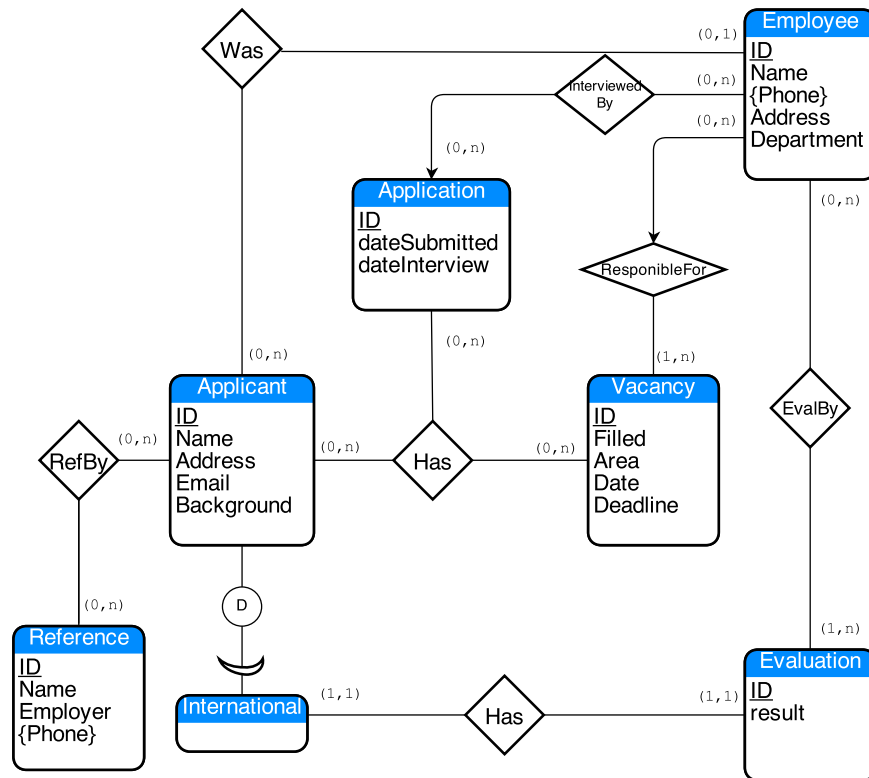 Employee
ID
Name
{Phone}
Address
Department
Was
(0,1)
(0,n)
(0,n)
Interviewed
By
(0,n)
Application
ID
dateSubmitted
dateInterview
(0,n)
ResponibleFor
(0,n)
(0,n)
(1,n)
Applicant
ID
Name
Address
Email
Background
Vacancy
ID
Filled
Area
Date
Deadline
EvalBy
RefBy
(0,n)
(0,n)
Has
(0,n)
D
(0,n)
Reference
ID
Name
Employer
{Phone}
(1,n)
Evaluation
ID
result
International
(1,1)
Has
(1,1)